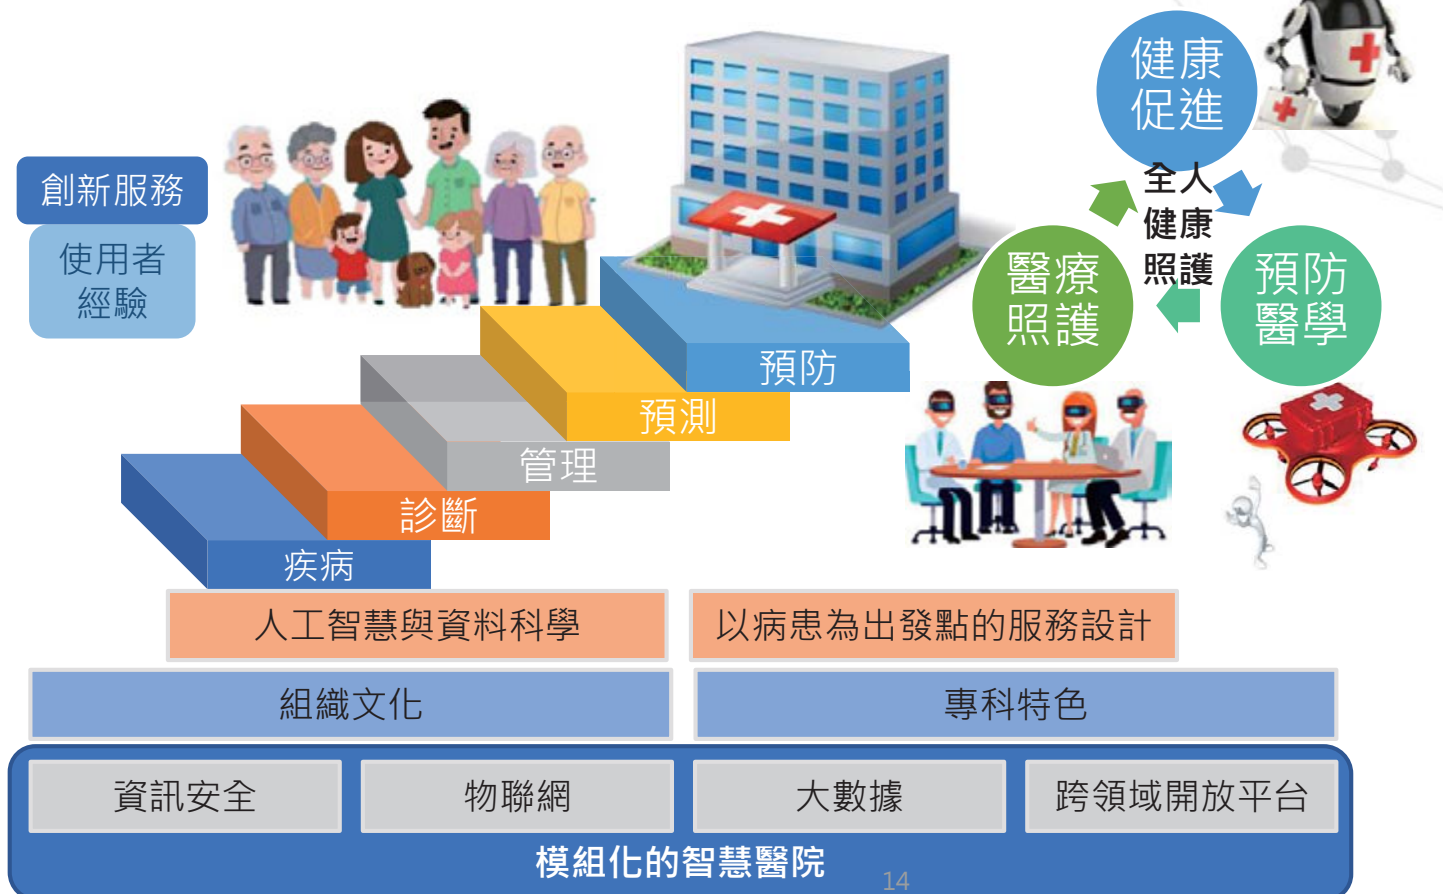 健康
促進
全人
健康
照護
醫療
照護
預防
醫學
創新服務
使用者
經驗
預防
預測
管理
診斷
疾病
人工智慧與資料科學
以病患為出發點的服務設計
組織文化
專科特色
資訊安全
物聯網
大數據
跨領域開放平台
模組化的智慧醫院
14